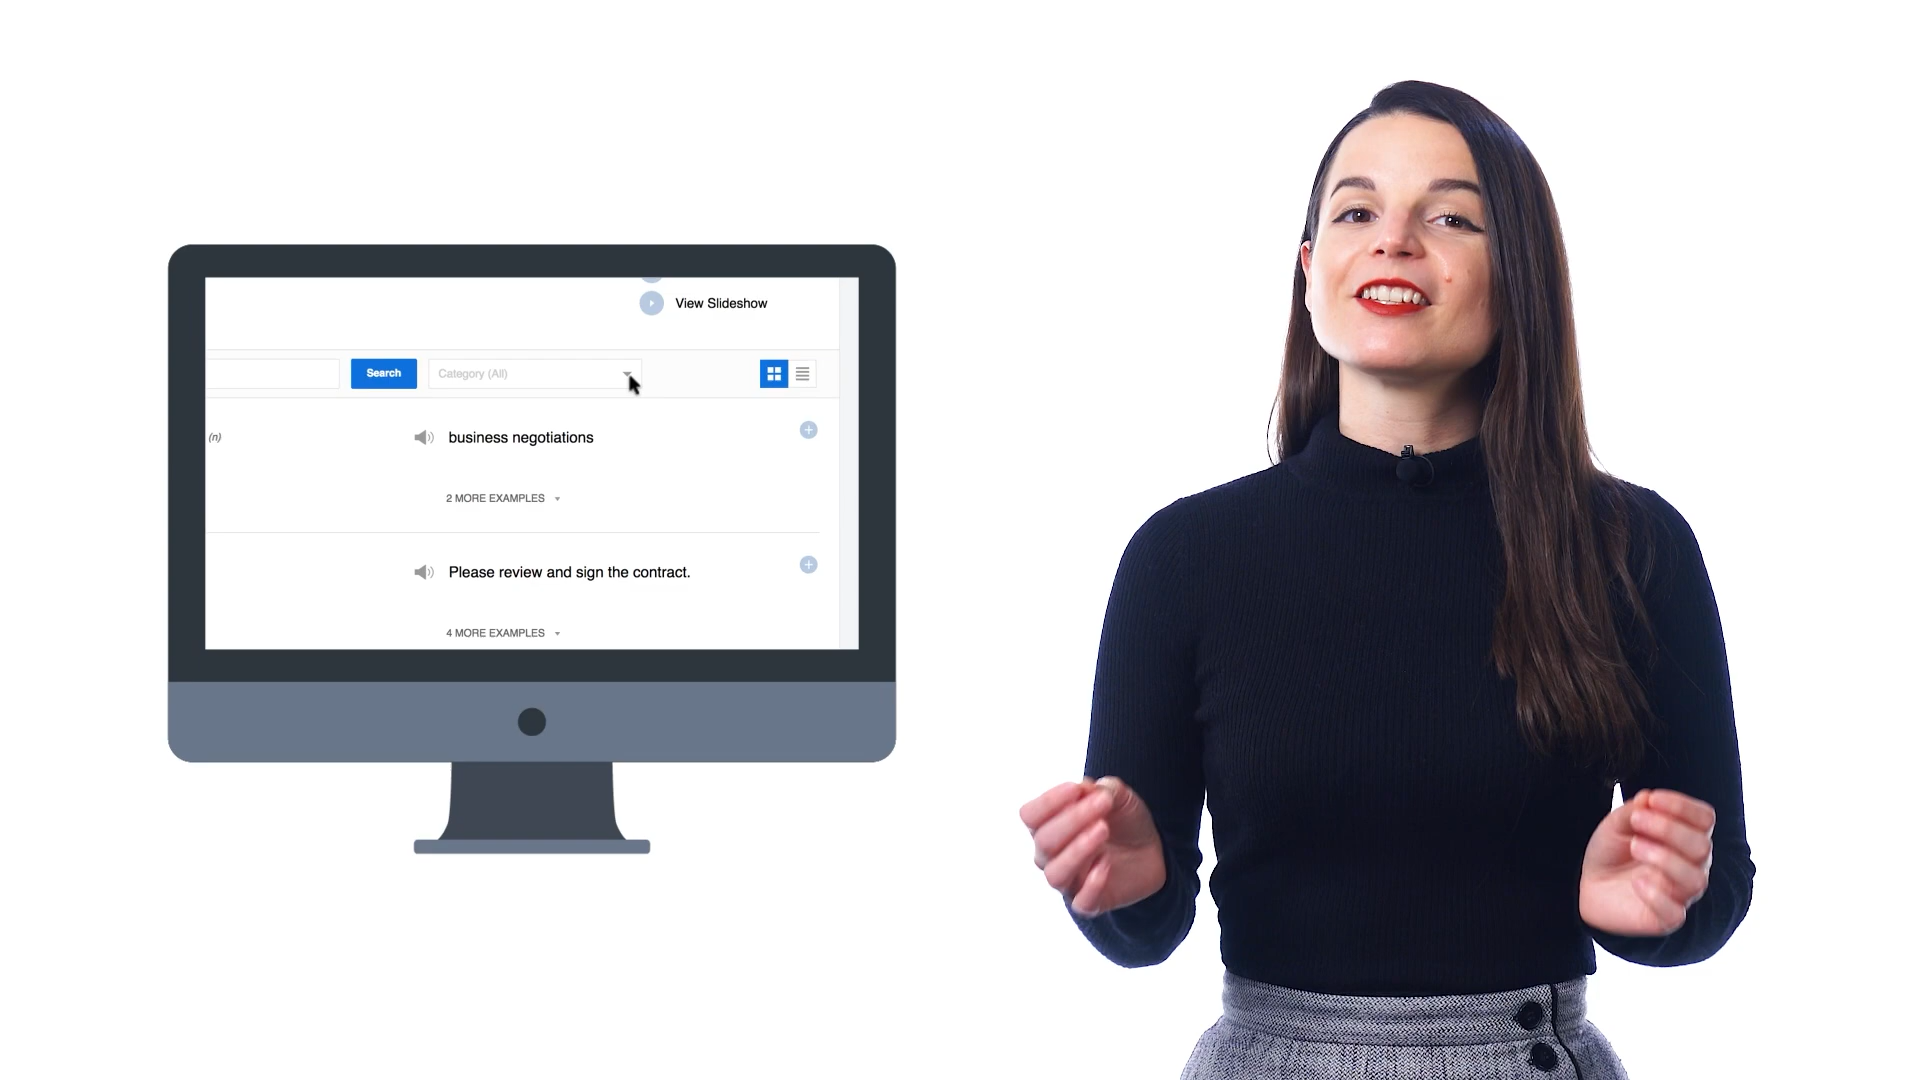 View Slideshow
Search
Category (All)
(n)
business negotiations
2 MORE EXAMPLES
Please review and sign the contract.
4 MORE EXAMPLES